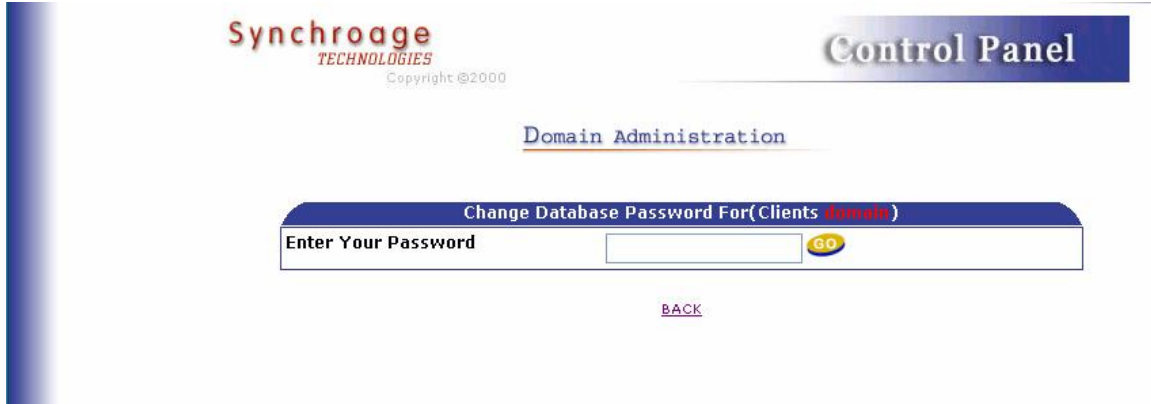 Synchroage
TECHNOLOGIES
Copyright ©2000
Control Panel
Domain Administration
Change Database Password For(Clients domain)
Enter Your Password
GO
BACK